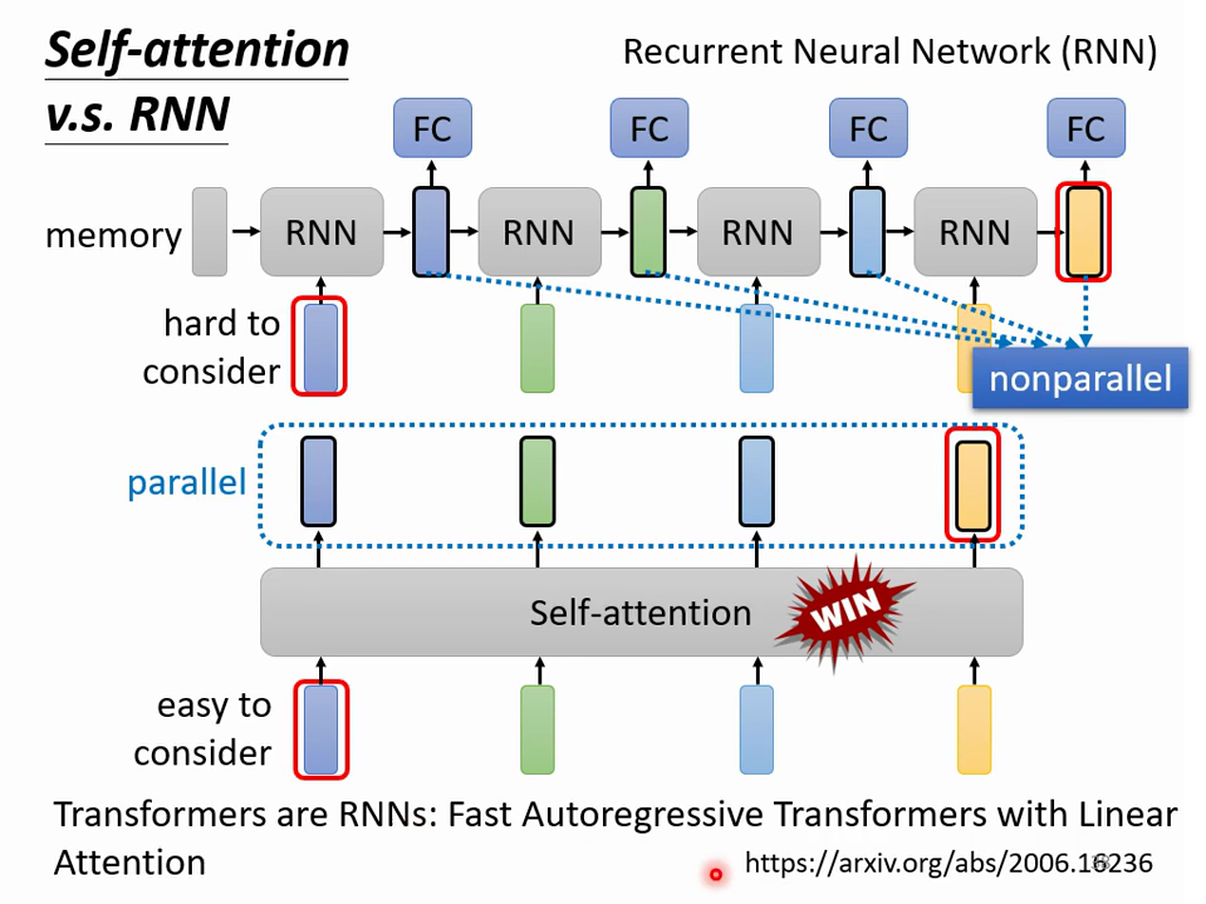 Self-attention
v.s. RNN
Recurrent Neural Network (RNN)
FC FC FC FC
memory RNN RNN RNN RNN
hard to
consider
nonparallel
parallel
Self-attention WIN
easy to
consider
Transformers are RNNs: Fast Autoregressive Transformers with Linear
Attention
https://arxiv.org/abs/2006.16236
38